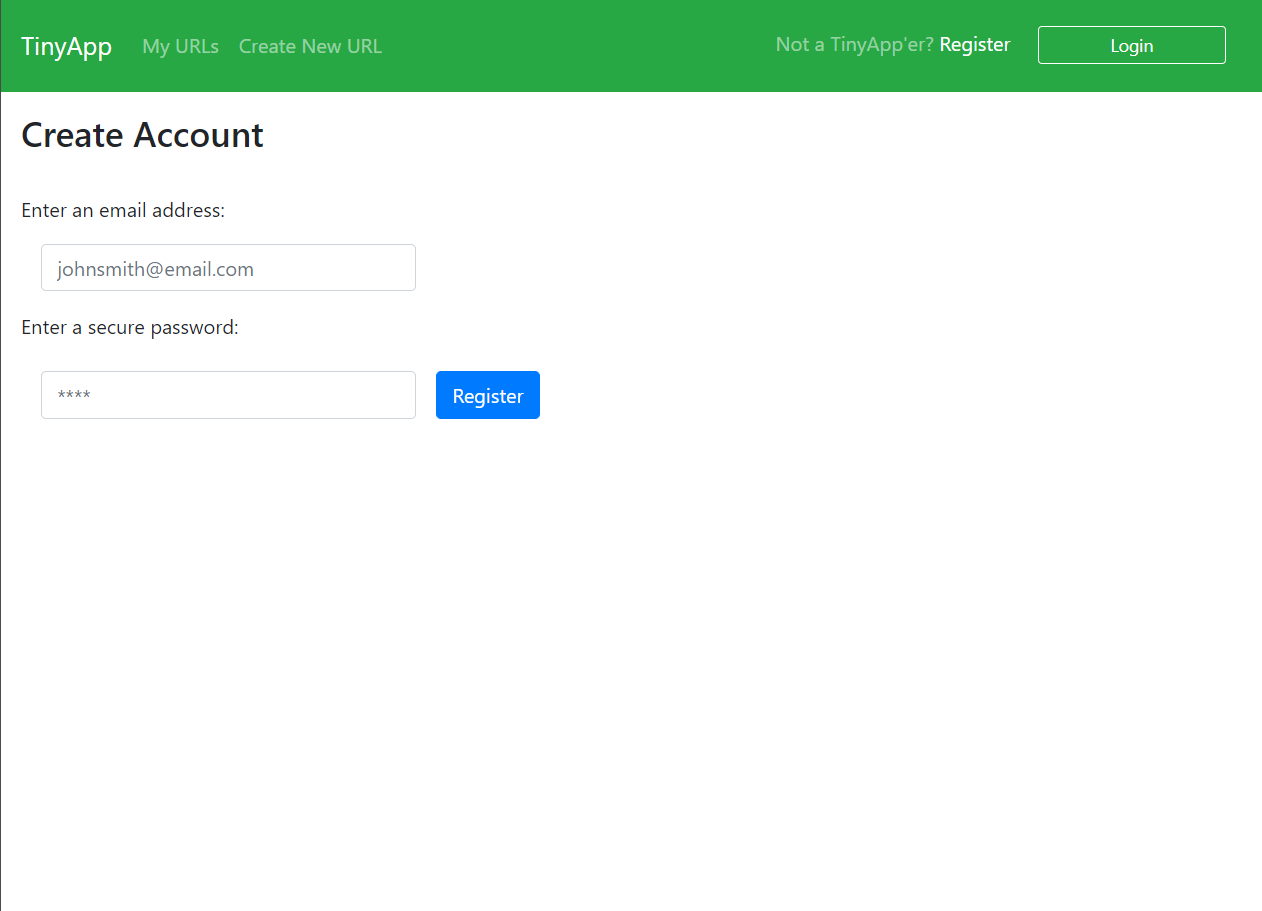 TinyApp My URLs Create New URL Not a TinyApp'er? Register Login
Create Account
Enter an email address:
johnsmith@email.com
Enter a secure password:
**** Register